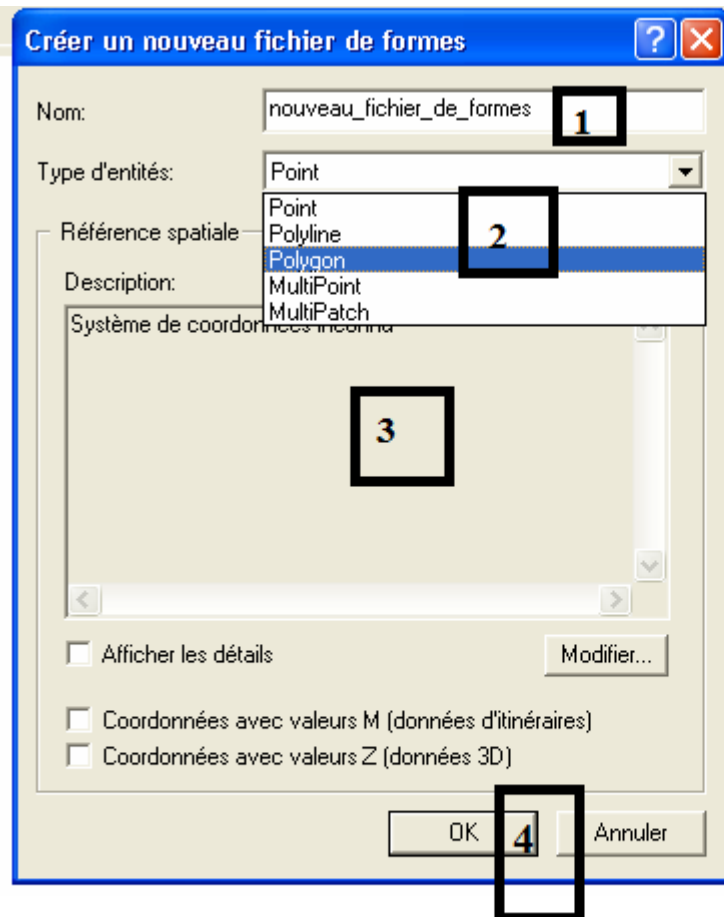 Créer un nouveau fichier de formes
Nom: nouveau_fichier_de_formes 1
Type d'entités: Point
Point
Référence spatiale Polyline 2
Polygon
Description: MultiPoint
MultiPatch
Système de coordonnées inconnu
3
Afficher les détails Modifier...
Coordonnées avec valeurs M (données d'itinéraires)
Coordonnées avec valeurs Z (données 3D)
OK 4 Annuler